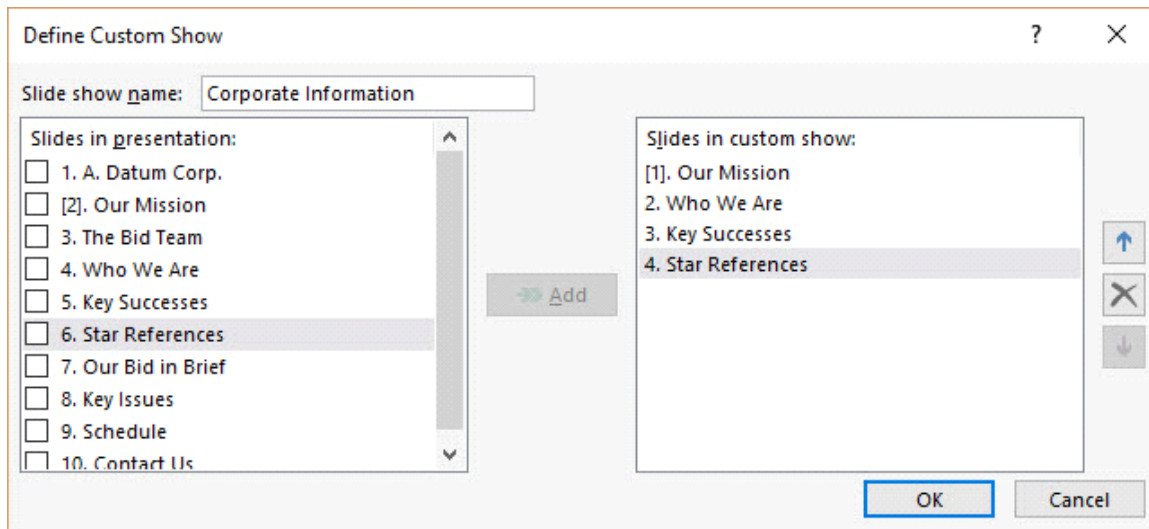 Define Custom Show ?
Slide show name: Corporate Information
Slides in presentation:
1. A. Datum Corp.
[2]. Our Mission
3. The Bid Team
4. Who We Are
5. Key Successes
6. Star References
7. Our Bid in Brief
8. Key Issues
9. Schedule
10. Contact Us
Add
Slides in custom show:
[1]. Our Mission
2. Who We Are
3. Key Successes
4. Star References
OK Cancel